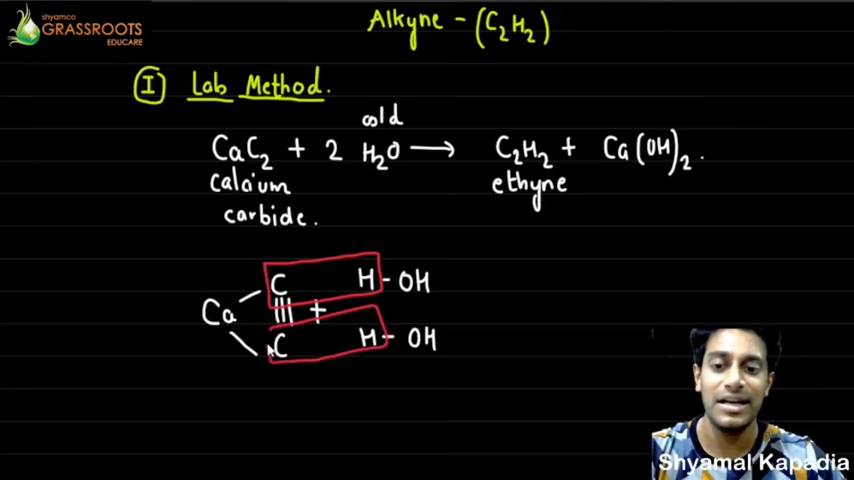 shyamco
GRASSROOTS
EDUCARE
Alkyne - (C₂H₂)
I Lab Method.
cold
CaC₂ + 2 H₂O ⟶ C₂H₂ + Ca(OH)₂.
calcium ethyne
carbide.
C H - OH
Ca ||| +
C H - OH
Shyamal Kapadia